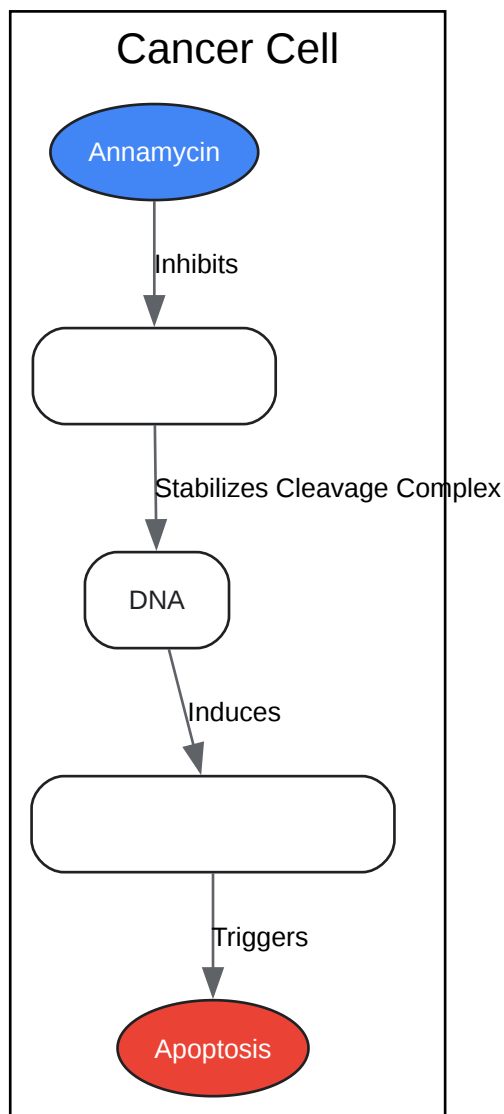 Cancer Cell
Annamycin
Inhibits
Stabilizes Cleavage Complex
DNA
Induces
Triggers
Apoptosis